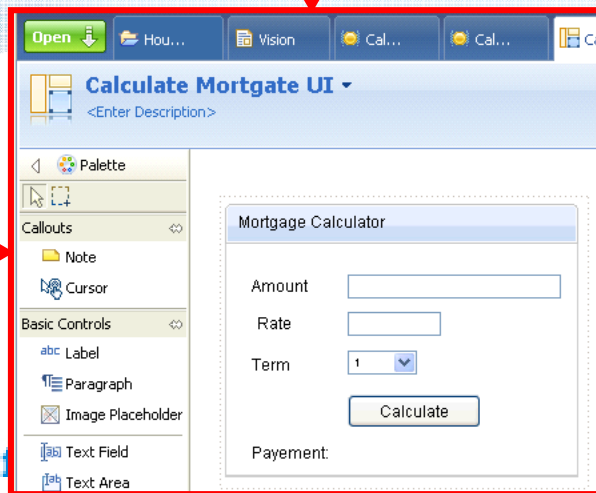 Open Hou... Vision Cal... Cal...
Calculate Mortgate UI
<Enter Description>
Palette
Callouts
Note
Cursor
Basic Controls
abc Label
Paragraph
Image Placeholder
Text Field
Text Area
Mortgage Calculator
Amount
Rate
Term 1
Calculate
Payement: